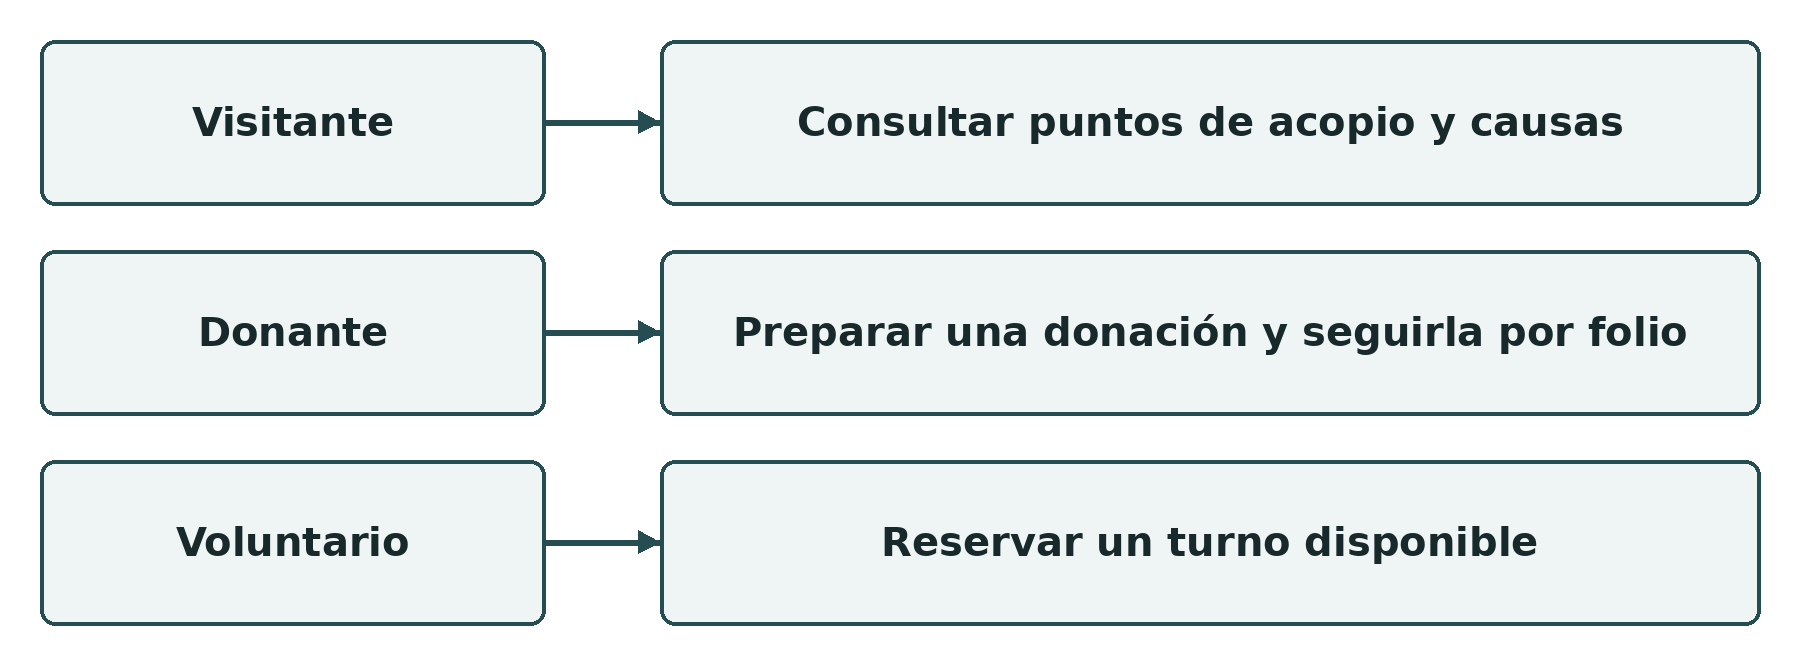 Visitante
Consultar puntos de acopio y causas
Donante
Preparar una donación y seguirla por folio
Voluntario
Reservar un turno disponible